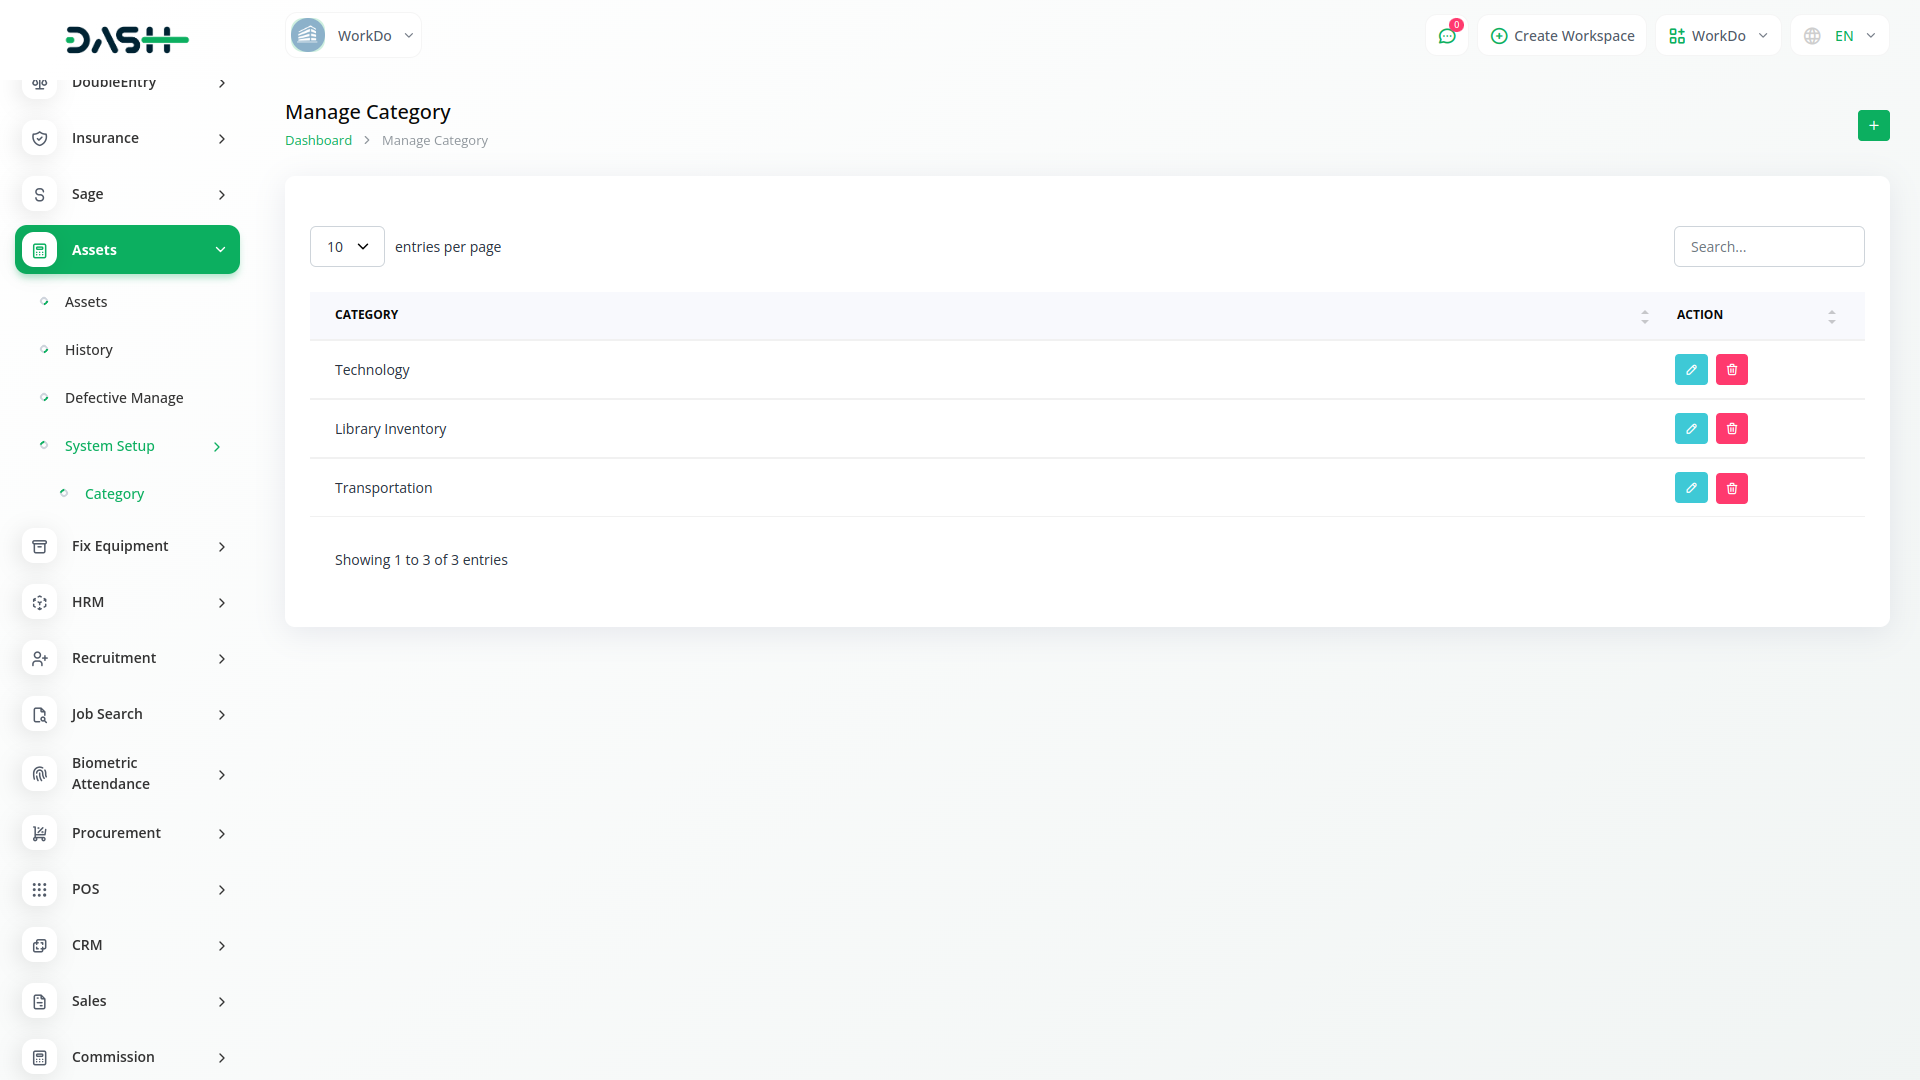 DASH
WorkDo
0
Create Workspace
WorkDo
EN
DoubleEntry
Insurance
Sage
Assets
Assets
History
Defective Manage
System Setup
Category
Fix Equipment
HRM
Recruitment
Job Search
Biometric
Attendance
Procurement
POS
CRM
Sales
Commission
Manage Category
Dashboard > Manage Category
+
10 entries per page
Search...
CATEGORY ACTION
Technology
Library Inventory
Transportation
Showing 1 to 3 of 3 entries